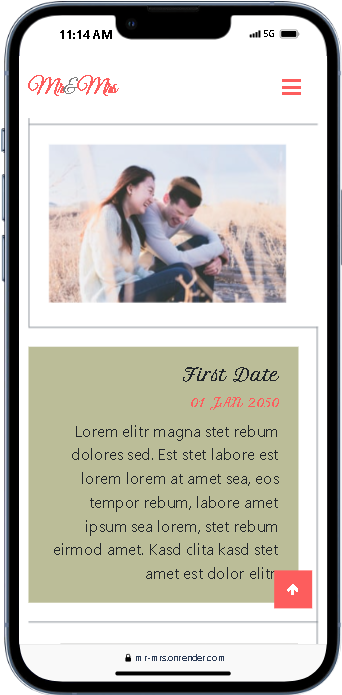 11:14 AM
5G
Mr&Mrs
First Date
01 JAN 2050
Lorem elitr magna stet rebum
dolores sed. Est stet labore est
lorem lorem at amet sea, eos
tempor rebum, labore amet
ipsum sea lorem, stet rebum
eirmod amet. Kasd clita kasd stet
amet est dolor elitr
mr-mrs.onrender.com